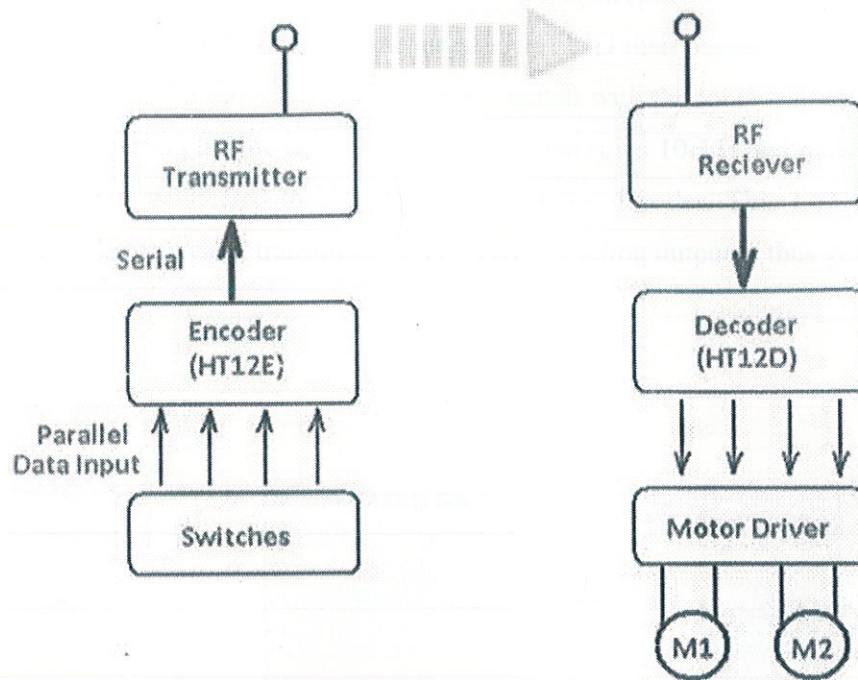 RF
Transmitter
Serial
Encoder
(HT12E)
Parallel
Data Input
Switches
RF
Reciever
Decoder
(HT12D)
Motor Driver
M1
M2